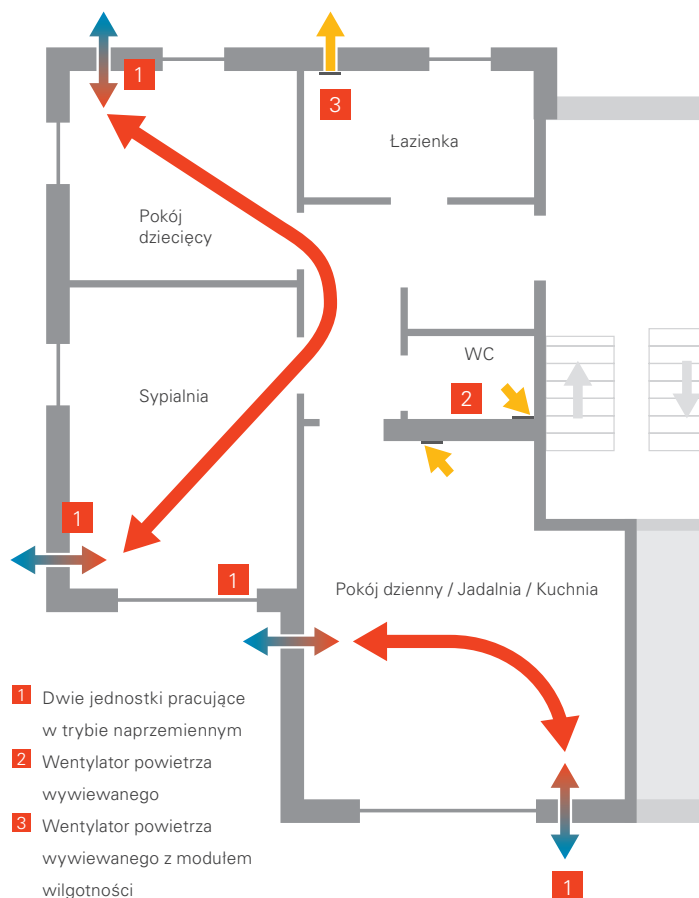 1
3
Łazienka
Pokój
dziecięcy
WC
2
Sypialnia
1
1
Pokój dzienny / Jadalnia / Kuchnia
1 Dwie jednostki pracujące
w trybie naprzemiennym
2 Wentylator powietrza
wywiewanego
3 Wentylator powietrza
wywiewanego z modułem
wilgotności
1